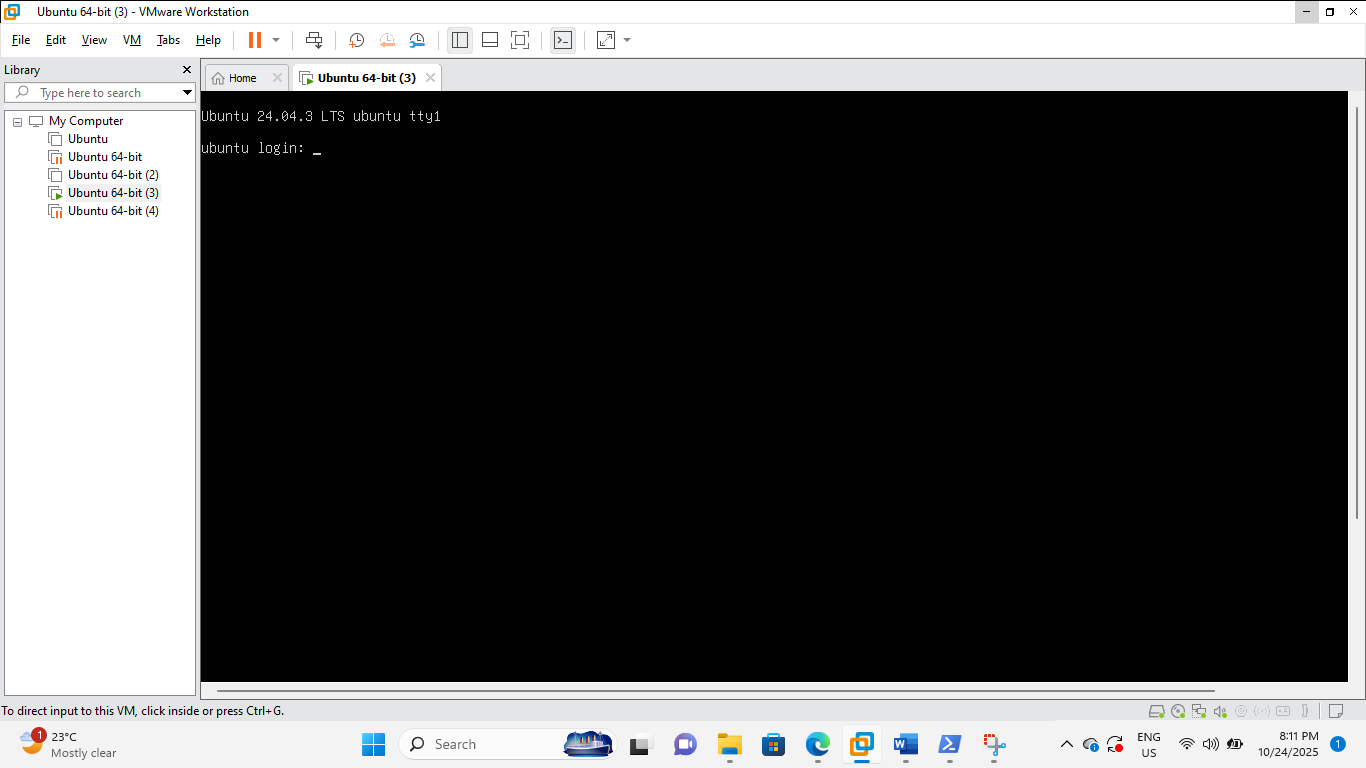 Ubuntu 64-bit (3) - VMware Workstation
File Edit View VM Tabs Help
Library
Home Ubuntu 64-bit (3)
Type here to search
My Computer
Ubuntu
Ubuntu 64-bit
Ubuntu 64-bit (2)
Ubuntu 64-bit (3)
Ubuntu 64-bit (4)
Ubuntu 24.04.3 LTS ubuntu tty1
ubuntu login: _
To direct input to this VM, click inside or press Ctrl+G.
1
23°C
Mostly clear
Search
ENG
US
8:11 PM
10/24/2025
1